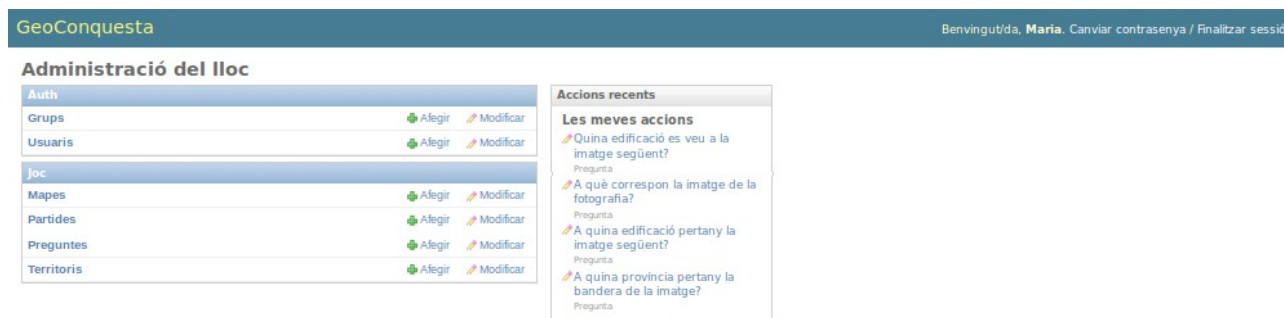 GeoConquesta
Benvingut/da, Maria. Canviar contrasenya / Finalitzar sessió
Administració del lloc
Auth
Grups Afegir Modificar
Usuaris Afegir Modificar
Joc
Mapes Afegir Modificar
Partides Afegir Modificar
Preguntes Afegir Modificar
Territoris Afegir Modificar
Accions recents
Les meves accions
Quina edificació es veu a la
imatge següent?
Pregunta
A què correspon la imatge de la
fotografia?
Pregunta
A quina edificació pertany la
imatge següent?
Pregunta
A quina província pertany la
bandera de la imatge?
Pregunta